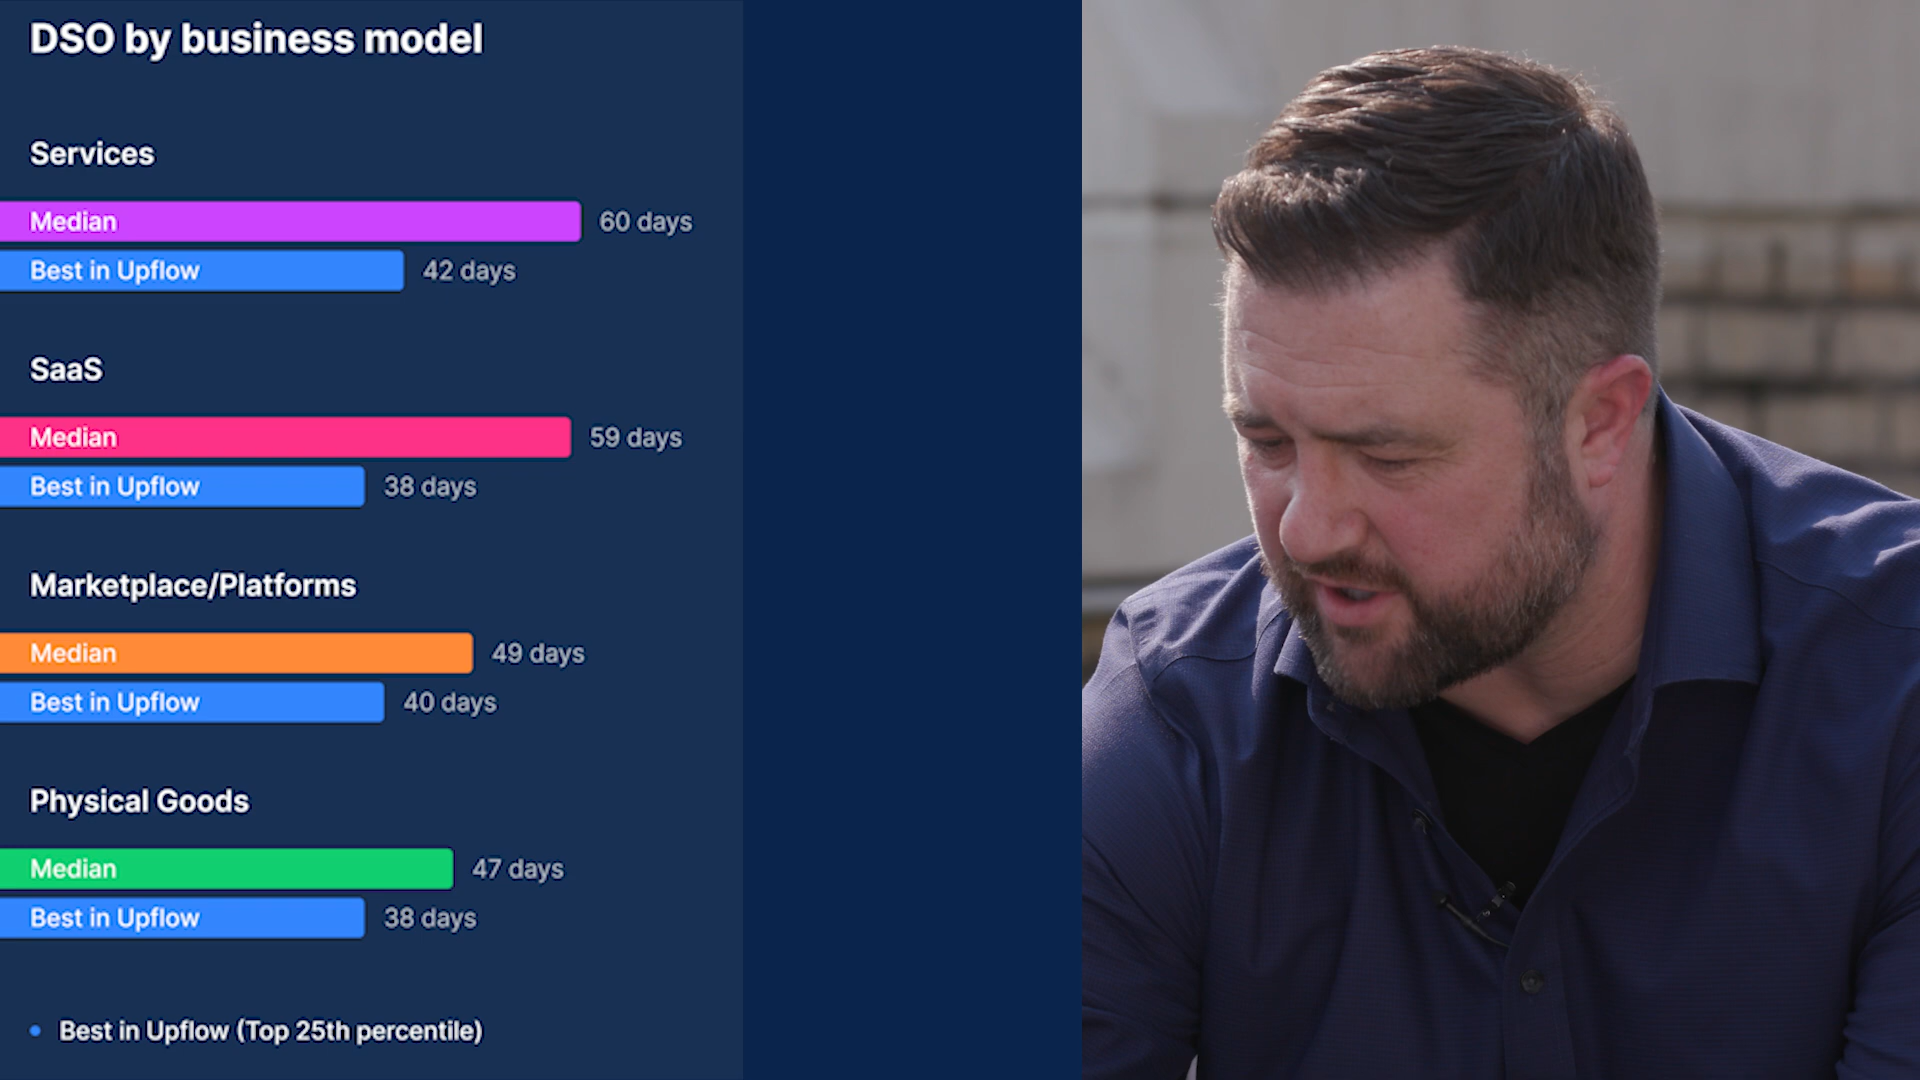 DSO by business model
Services
Median 60 days
Best in Upflow 42 days
SaaS
Median 59 days
Best in Upflow 38 days
Marketplace/Platforms
Median 49 days
Best in Upflow 40 days
Physical Goods
Median 47 days
Best in Upflow 38 days
Best in Upflow (Top 25th percentile)